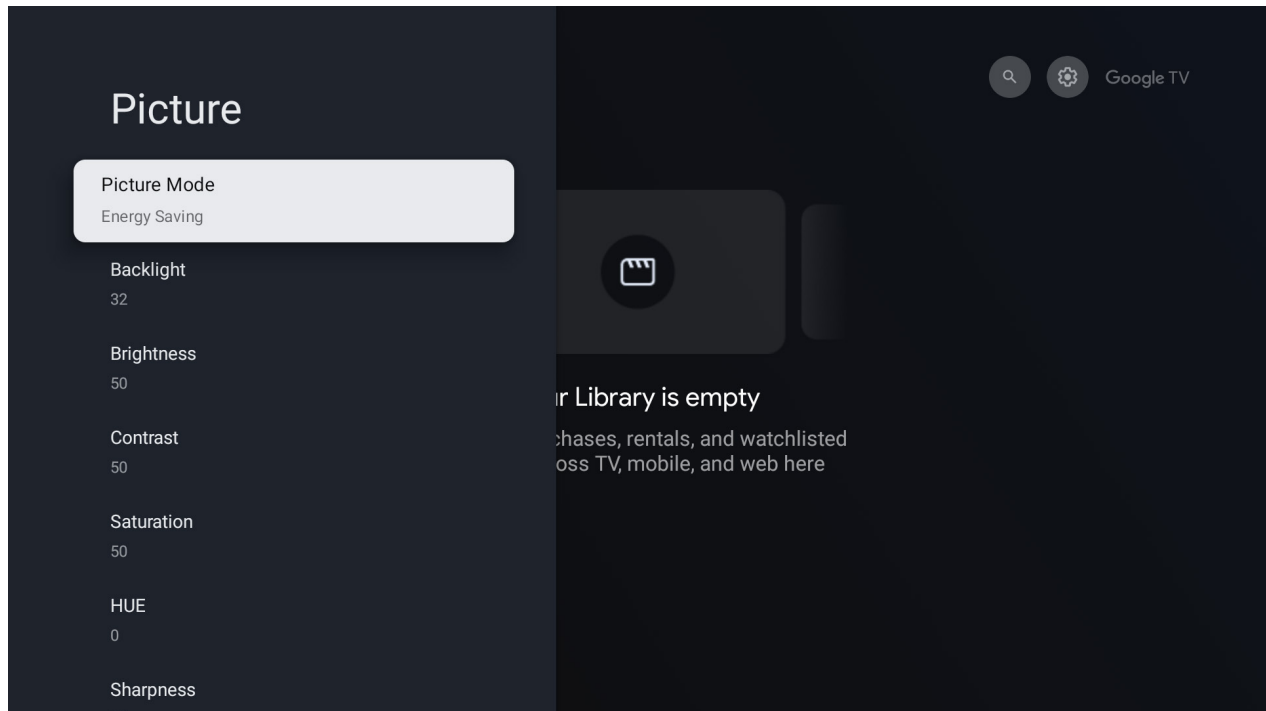 Picture
Picture Mode
Energy Saving
Backlight
32
Brightness
50
Contrast
50
Saturation
50
HUE
0
Sharpness
Google TV
r Library is empty
chases, rentals, and watchlisted
oss TV, mobile, and web here